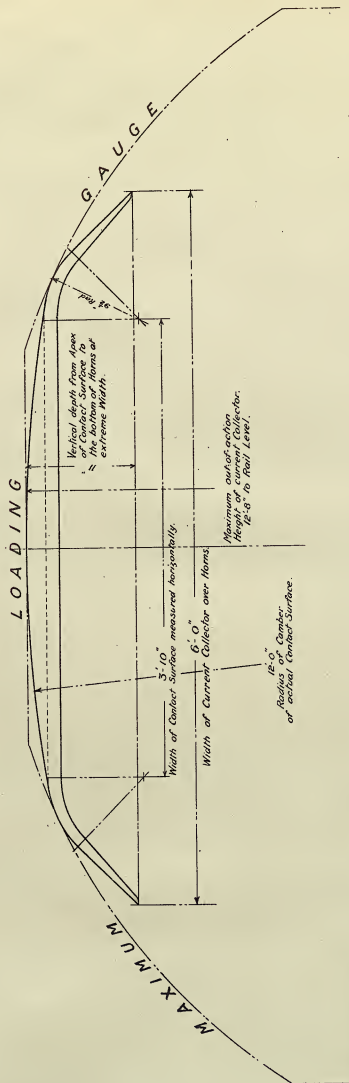 MAXIMUM LOADING GAUGE
Rad
Vertical depth from Apex
of Contact Surface to
the bottom of Horns at
extreme Width.
3'-10"
Width of Contact Surface measured horizontally.
6'-0"
Width of Current Collector over Horns.
Maximum out-of-action
Height of current Collector.
12'-8" to Rail Level.
12'-0"
Radius of Camber
of actual Contact Surface.